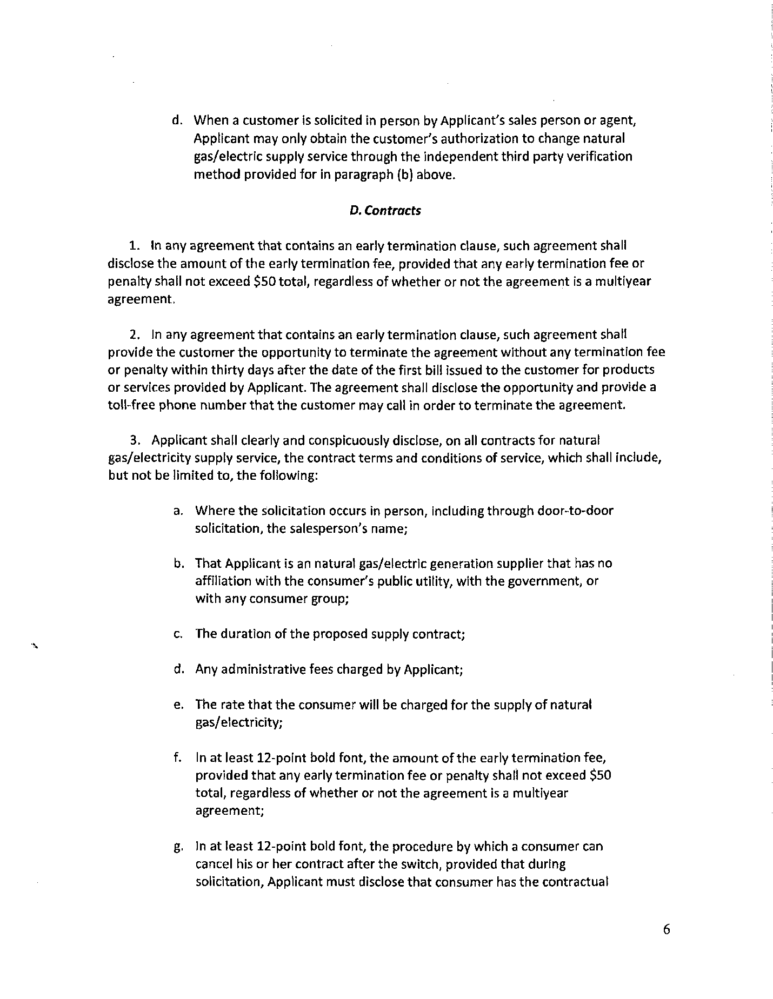 d. When a customer is solicited in person by Applicant's sales person or agent,
Applicant may only obtain the customer's authorization to change natural
gas/electric supply service through the independent third party verification
method provided for in paragraph (b) above.
D. Contracts
1. In any agreement that contains an early termination clause, such agreement shall
disclose the amount of the early termination fee, provided that any early termination fee or
penalty shall not exceed $50 total, regardless of whether or not the agreement is a multiyear
agreement.
2. In any agreement that contains an early termination clause, such agreement shall
provide the customer the opportunity to terminate the agreement without any termination fee
or penalty within thirty days after the date of the first bill issued to the customer for products
or services provided by Applicant. The agreement shall disclose the opportunity and provide a
toll-free phone number that the customer may call in order to terminate the agreement.
3. Applicant shall clearly and conspicuously disclose, on all contracts for natural
gas/electricity supply service, the contract terms and conditions of service, which shall include,
but not be limited to, the following:
a. Where the solicitation occurs in person, including through door-to-door
solicitation, the salesperson's name;
b. That Applicant is an natural gas/electric generation supplier that has no
affiliation with the consumer's public utility, with the government, or
with any consumer group;
c. The duration of the proposed supply contract;
d. Any administrative fees charged by Applicant;
e. The rate that the consumer will be charged for the supply of natural
gas/electricity;
f. In at least 12-point bold font, the amount of the early termination fee,
provided that any early termination fee or penalty shall not exceed $50
total, regardless of whether or not the agreement is a multiyear
agreement;
g. In at least 12-point bold font, the procedure by which a consumer can
cancel his or her contract after the switch, provided that during
solicitation, Applicant must disclose that consumer has the contractual
6